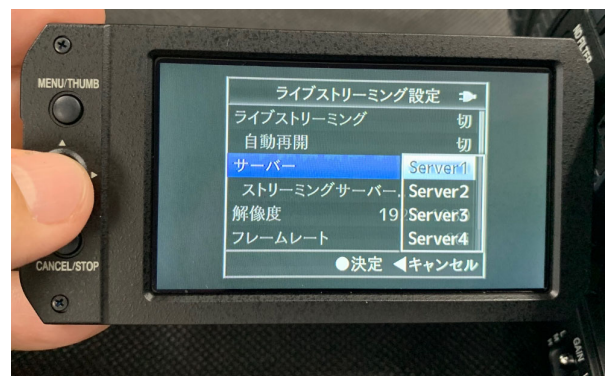 ND FILTER
MENU/THUMB
ライブストリーミング設定
ライブストリーミング 切
自動再開 切
サーバー Server1
ストリーミングサーバー. Server2
解像度 19 Server3
フレームレート Server4
●決定 ◀キャンセル
CANCEL/STOP
GAIN